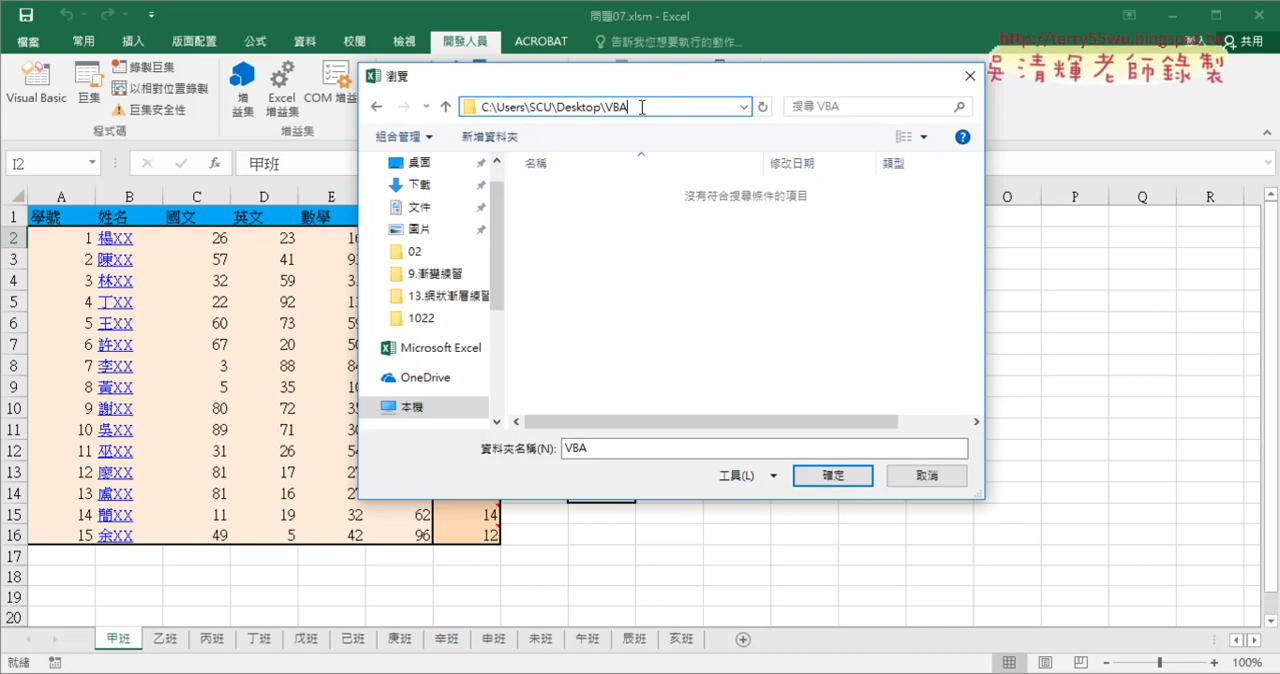 問題07.xlsm - Excel
http://terry55wu.blogspot.tw
吳清輝老師錄製
檔案 常用 插入 版面配置 公式 資料 校閱 檢視 開發人員 ACROBAT 告訴我您想要執行的動作... 共用
Visual Basic 巨集 錄製巨集
以相對位置錄製
巨集安全性
程式碼
增益集 Excel 增益集 COM 增益
增益集
I2 fx 甲班
瀏覽
C:\Users\SCU\Desktop\VBA 搜尋 VBA
組合管理 新增資料夾
桌面 名稱 修改日期 類型
下載 沒有符合搜尋條件的項目
文件
圖片
02
9.漸變練習
13.網狀漸層練習
1022
Microsoft Excel
OneDrive
本機
資料夾名稱(N): VBA
工具(L) 確定 取消
A B C D E O P Q R
1 學號 姓名 國文 英文 數學
2 1 楊XX 26 23
3 2 陳XX 57 41
4 3 林XX 32 59
5 4 丁XX 22 92
6 5 王XX 60 73
7 6 許XX 67 20
8 7 李XX 3 88
9 8 黃XX 5 35
10 9 謝XX 80 72
11 10 吳XX 89 71
12 11 巫XX 31 26
13 12 廖XX 81 17
14 13 盧XX 81 16
15 14 簡XX 11 19 32 62 14
16 15 余XX 49 5 42 96 12
17
18
19
20
甲班 乙班 丙班 丁班 戊班 己班 庚班 辛班 申班 未班 午班 辰班 亥班
就緒 100%